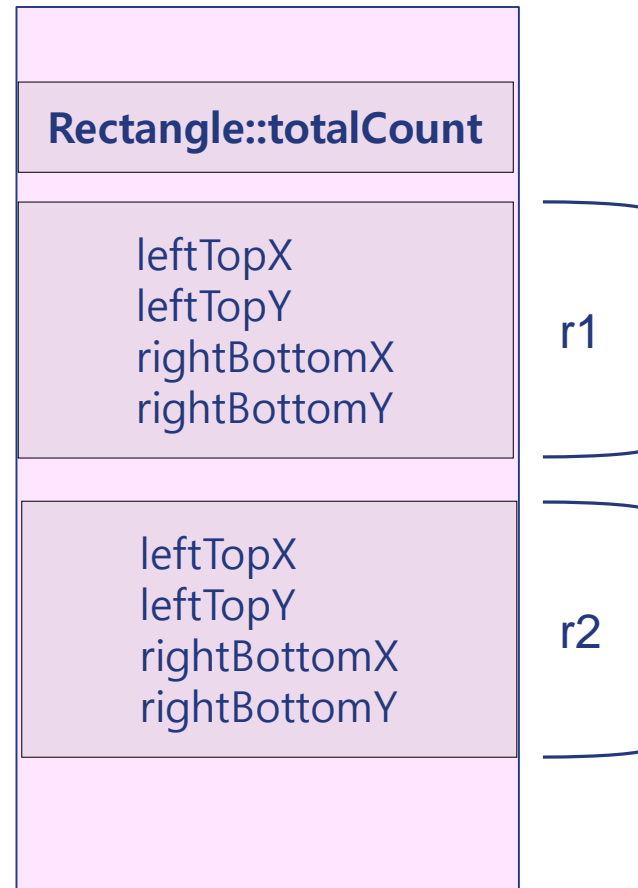 Rectangle::totalCount
leftTopX
leftTopY
rightBottomX
rightBottomY
r1
leftTopX
leftTopY
rightBottomX
rightBottomY
r2